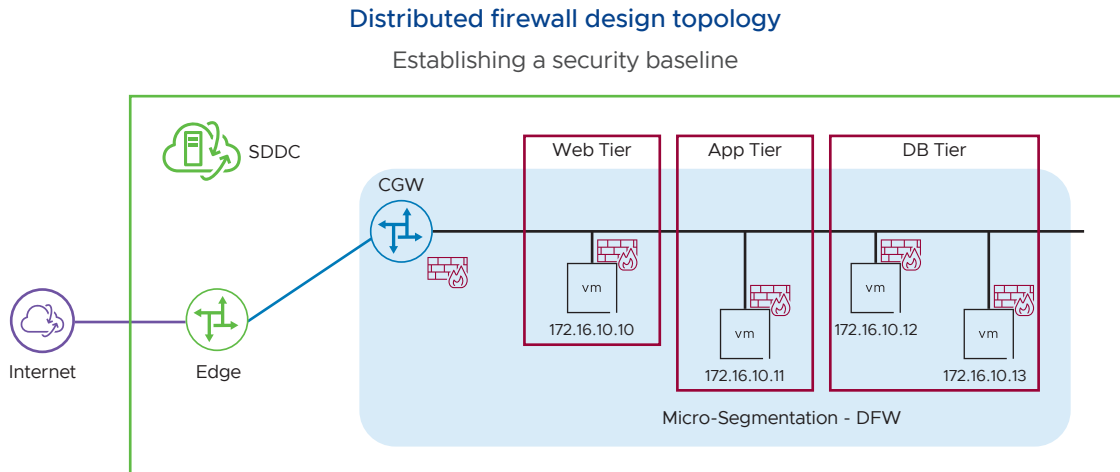 Distributed firewall design topology
Establishing a security baseline
SDDC
Web Tier
App Tier
DB Tier
CGW
vm
172.16.10.10
vm
172.16.10.11
vm
172.16.10.12
vm
172.16.10.13
Internet
Edge
Micro-Segmentation - DFW